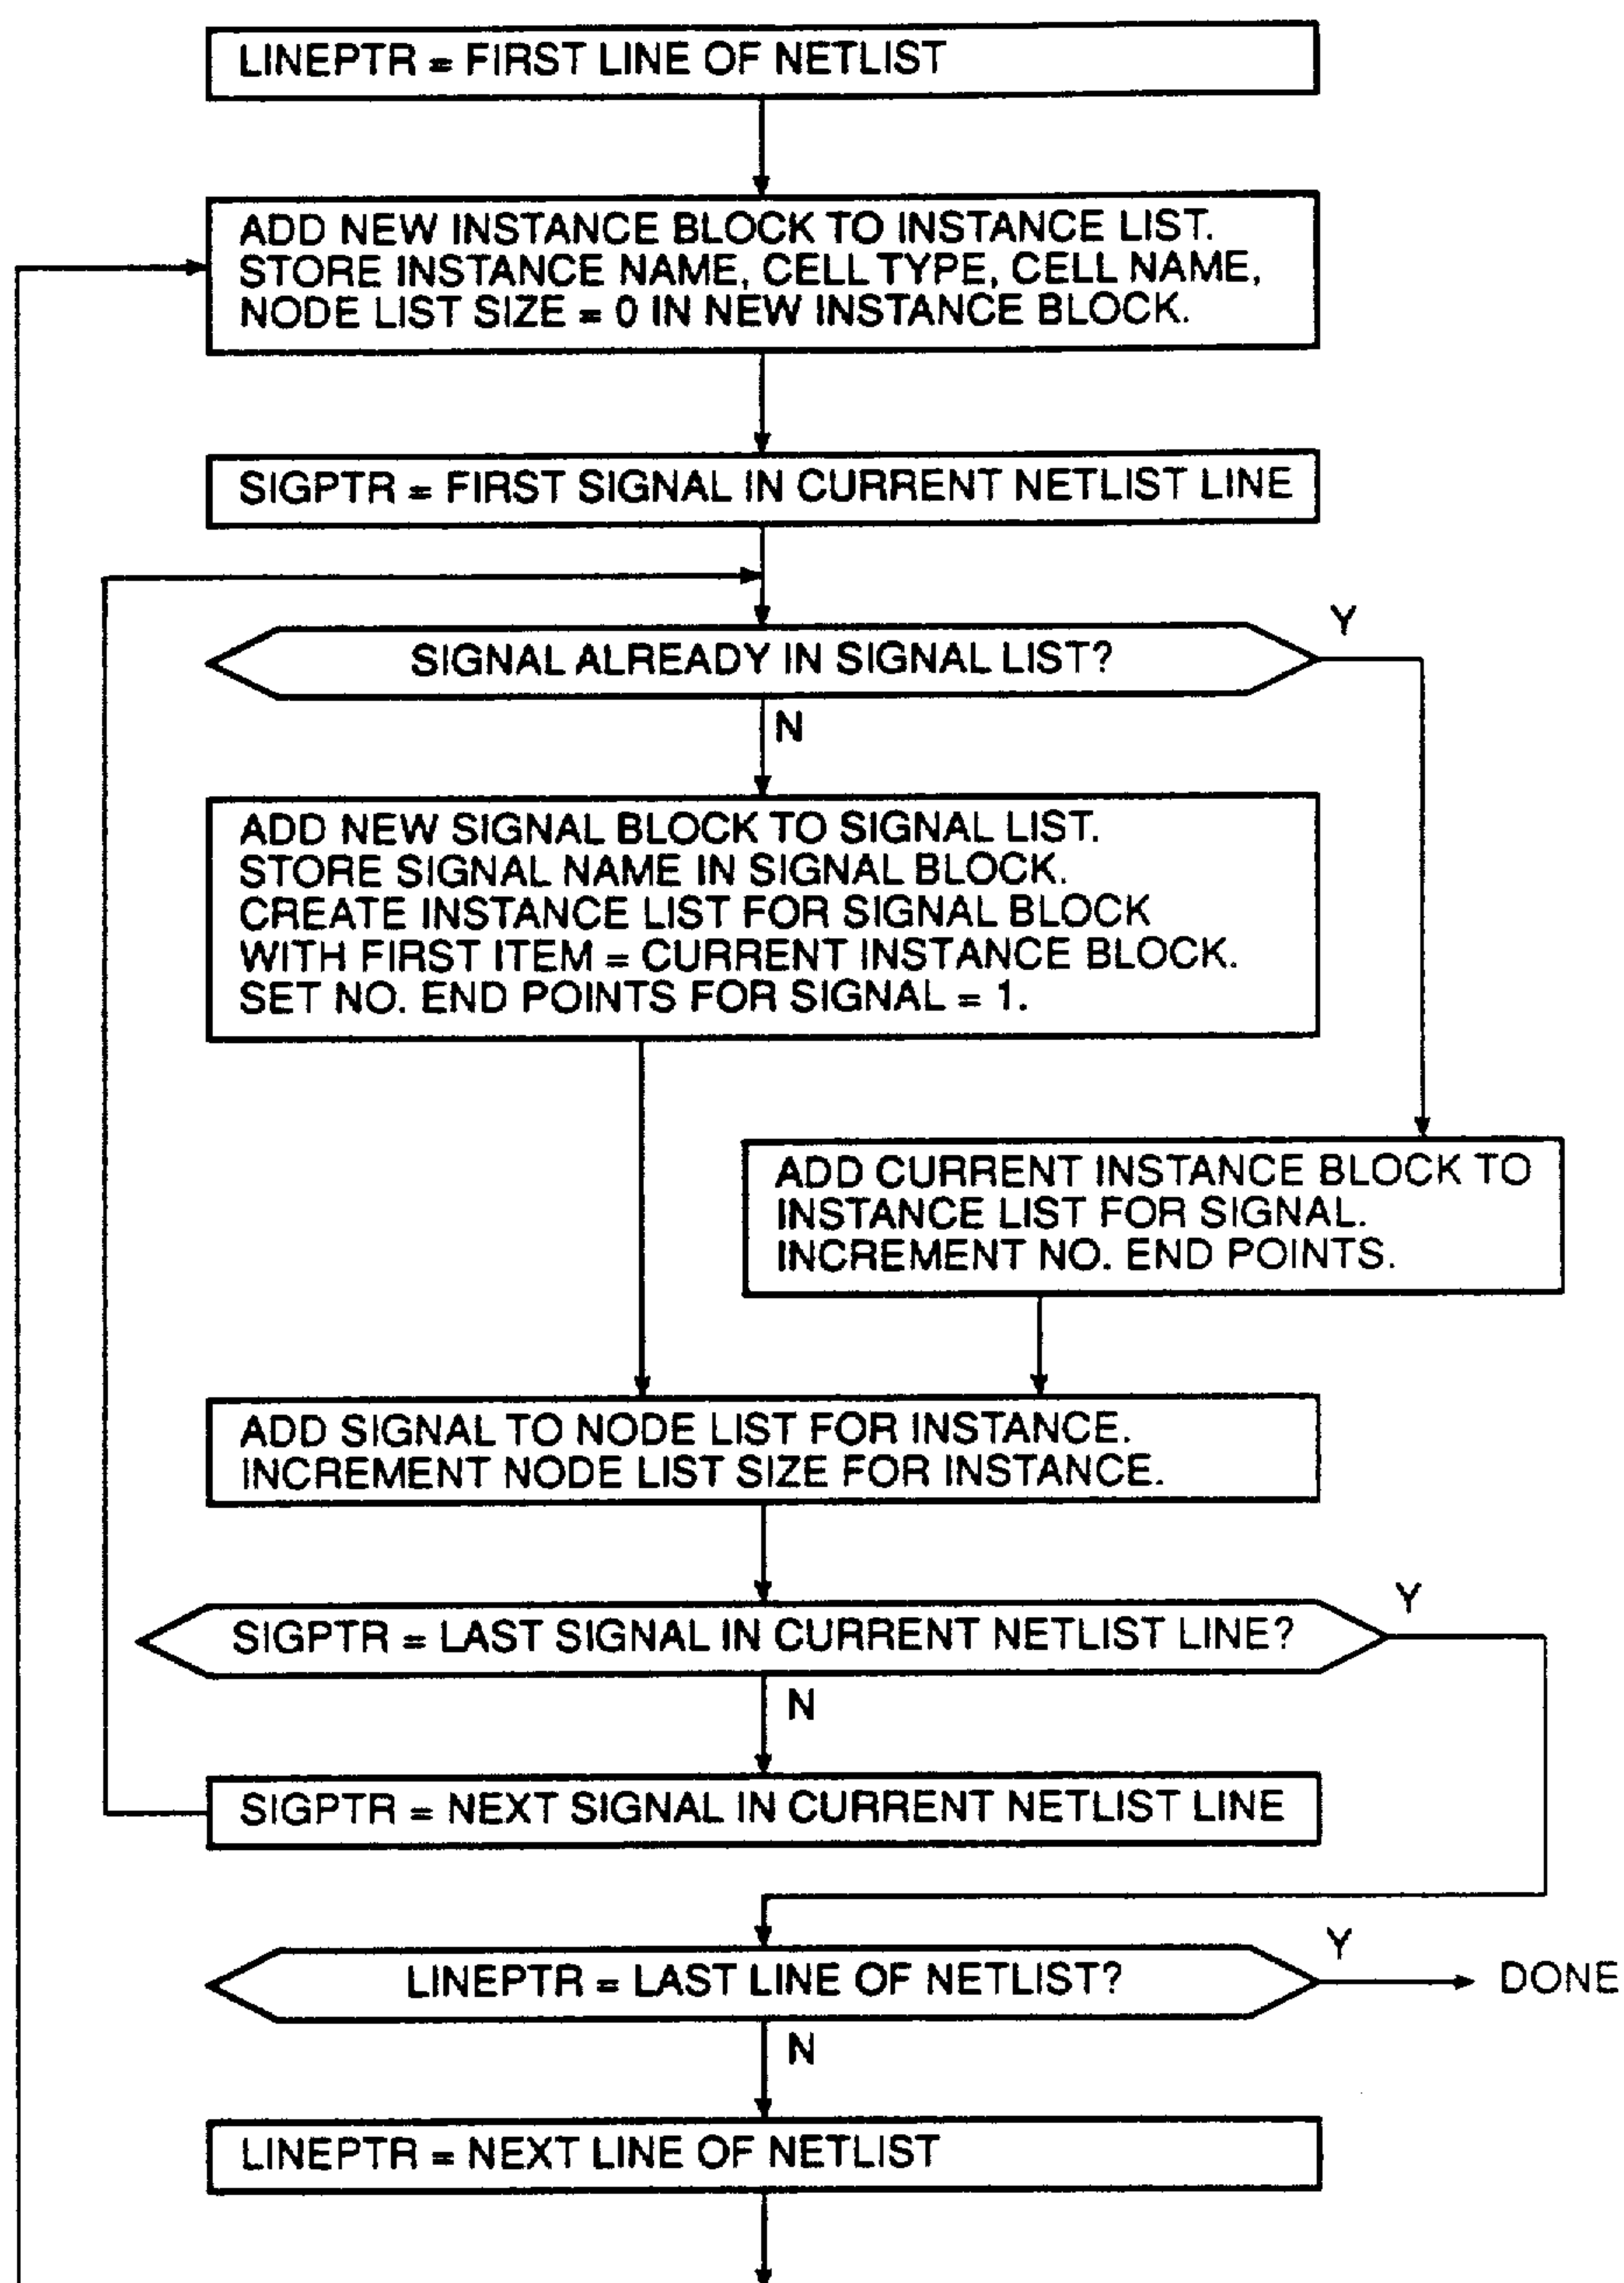 LINEPTR = FIRST LINE OF NETLIST
ADD NEW INSTANCE BLOCK TO INSTANCE LIST.
STORE INSTANCE NAME, CELL TYPE, CELL NAME,
NODE LIST SIZE = 0 IN NEW INSTANCE BLOCK.
SIGPTR = FIRST SIGNAL IN CURRENT NETLIST LINE
SIGNAL ALREADY IN SIGNAL LIST?
Y
N
ADD NEW SIGNAL BLOCK TO SIGNAL LIST.
STORE SIGNAL NAME IN SIGNAL BLOCK.
CREATE INSTANCE LIST FOR SIGNAL BLOCK
WITH FIRST ITEM = CURRENT INSTANCE BLOCK.
SET NO. END POINTS FOR SIGNAL = 1.
ADD CURRENT INSTANCE BLOCK TO
INSTANCE LIST FOR SIGNAL.
INCREMENT NO. END POINTS.
ADD SIGNAL TO NODE LIST FOR INSTANCE.
INCREMENT NODE LIST SIZE FOR INSTANCE.
SIGPTR = LAST SIGNAL IN CURRENT NETLIST LINE?
Y
N
SIGPTR = NEXT SIGNAL IN CURRENT NETLIST LINE
LINEPTR = LAST LINE OF NETLIST?
Y
DONE
N
LINEPTR = NEXT LINE OF NETLIST